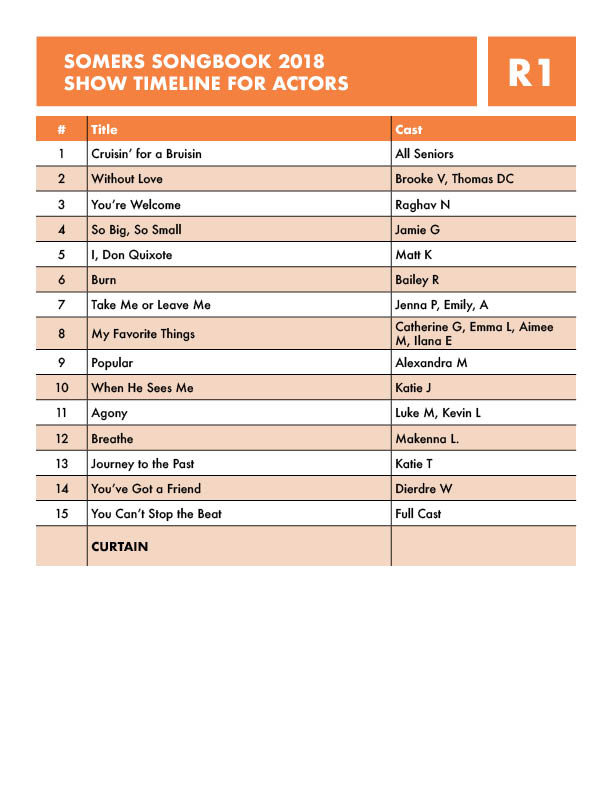 SOMERS SONGBOOK 2018
SHOW TIMELINE FOR ACTORS
R1
# Title Cast
1 Cruisin’ for a Bruisin All Seniors
2 Without Love Brooke V, Thomas DC
3 You’re Welcome Raghav N
4 So Big, So Small Jamie G
5 I, Don Quixote Matt K
6 Burn Bailey R
7 Take Me or Leave Me Jenna P, Emily, A
8 My Favorite Things Catherine G, Emma L, Aimee
M, Ilana E
9 Popular Alexandra M
10 When He Sees Me Katie J
11 Agony Luke M, Kevin L
12 Breathe Makenna L.
13 Journey to the Past Katie T
14 You’ve Got a Friend Dierdre W
15 You Can’t Stop the Beat Full Cast
CURTAIN